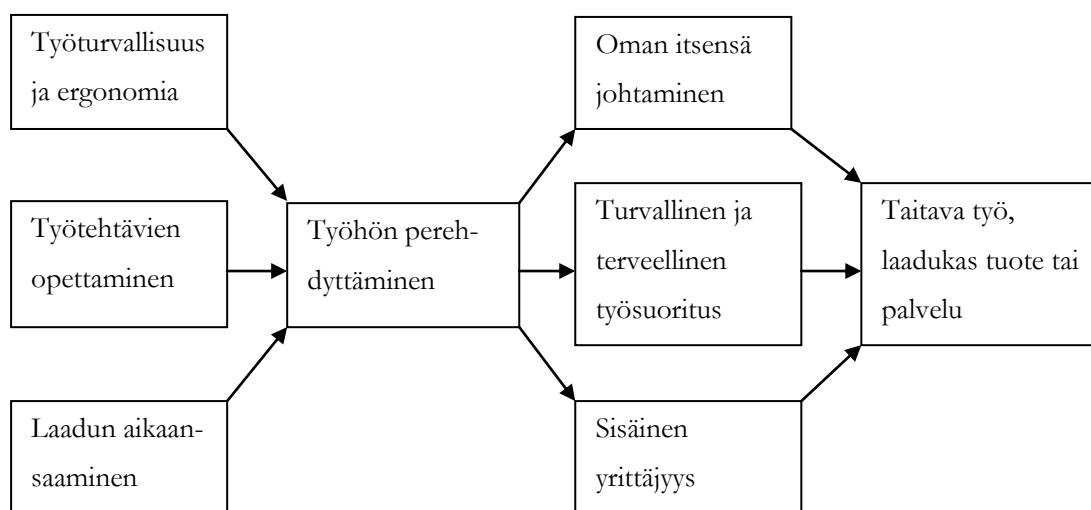 Työturvallisuus
ja ergonomia
Työtehtävien
opettaminen
Laadun aikaan-
saaminen
Työhön pereh-
dyttäminen
Oman itsensä
johtaminen
Turvallinen ja
terveellinen
työsuoritus
Sisäinen
yrittäjyys
Taitava työ,
laadukas tuote tai
palvelu